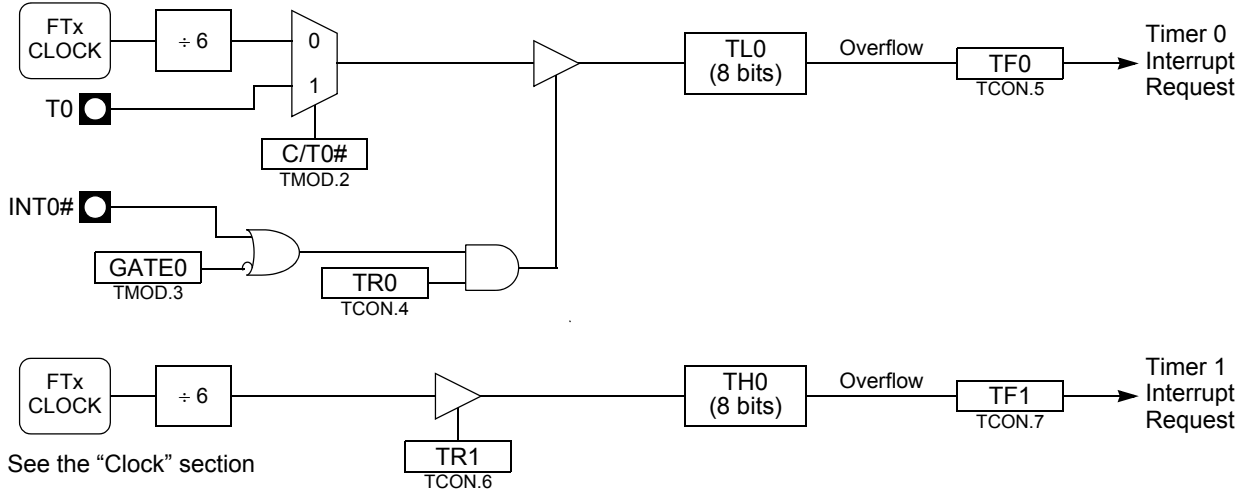 FTx
CLOCK
÷ 6
0
1
T0
C/T0#
TMOD.2
TL0
(8 bits)
Overflow
TF0
TCON.5
Timer 0
Interrupt
Request
INT0#
GATE0
TMOD.3
TR0
TCON.4
FTx
CLOCK
÷ 6
TR1
TCON.6
TH0
(8 bits)
Overflow
TF1
TCON.7
Timer 1
Interrupt
Request
See the “Clock” section